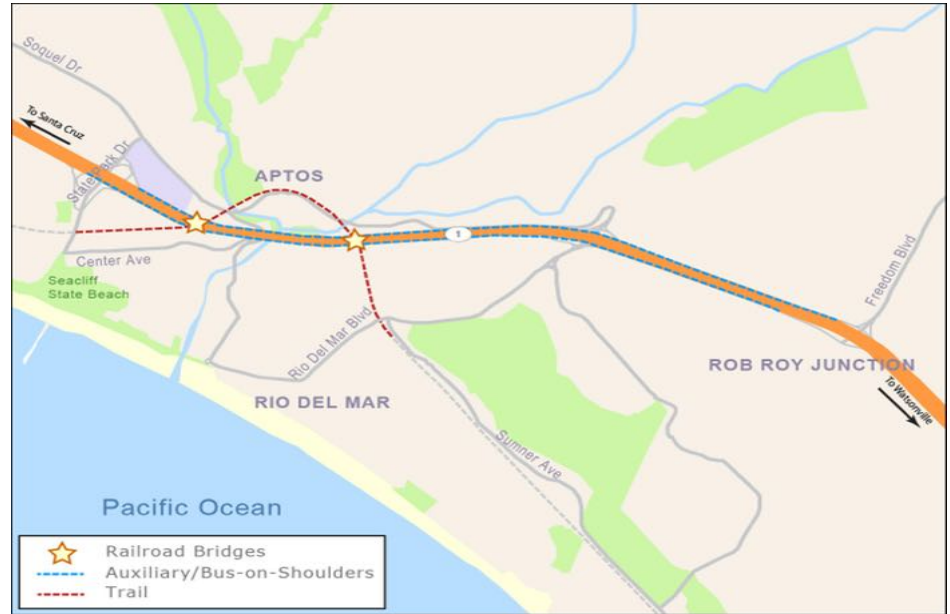 Soquel Dr
To Santa Cruz
State Park Dr
APTOS
1
Center Ave
Freedom Blvd
Seacliff
State Beach
Rio Del Mar Blvd
ROB ROY JUNCTION
To Watsonville
RIO DEL MAR
Sumner Ave
Pacific Ocean
Railroad Bridges
Auxiliary/Bus-on-Shoulders
Trail